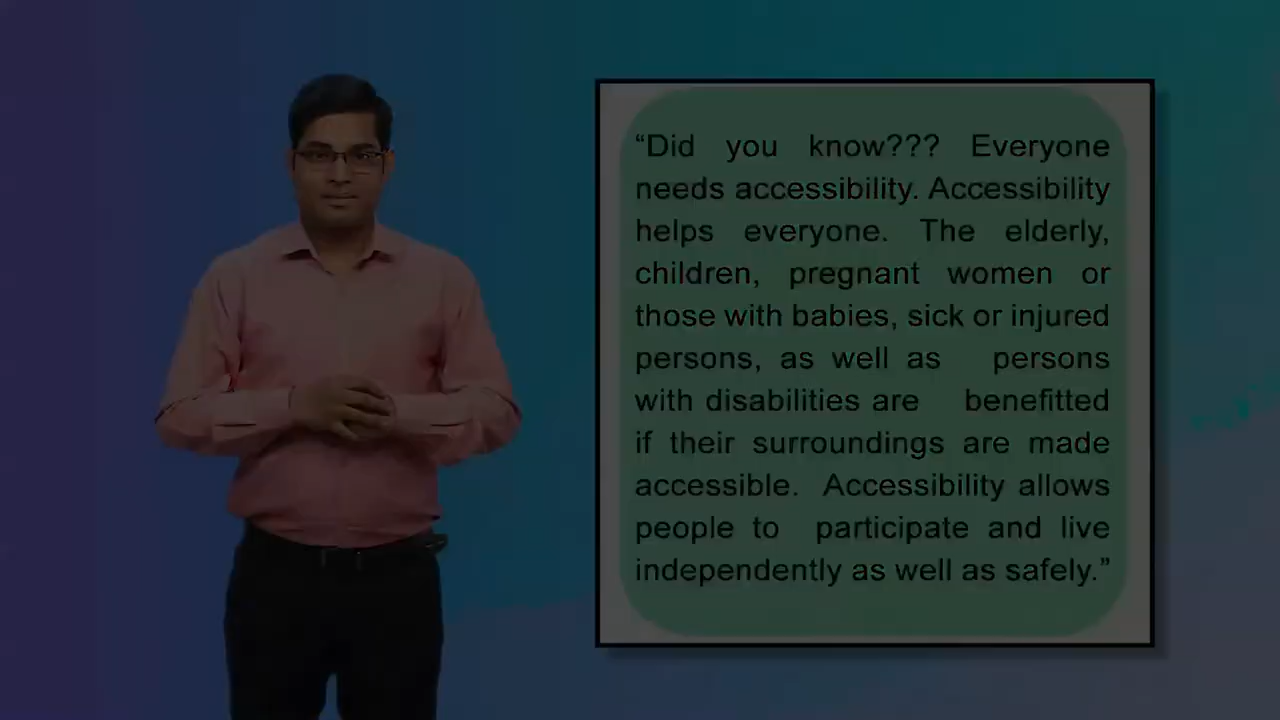 “Did you know??? Everyone
needs accessibility. Accessibility
helps everyone. The elderly,
children, pregnant women or
those with babies, sick or injured
persons, as well as persons
with disabilities are benefitted
if their surroundings are made
accessible. Accessibility allows
people to participate and live
independently as well as safely.”